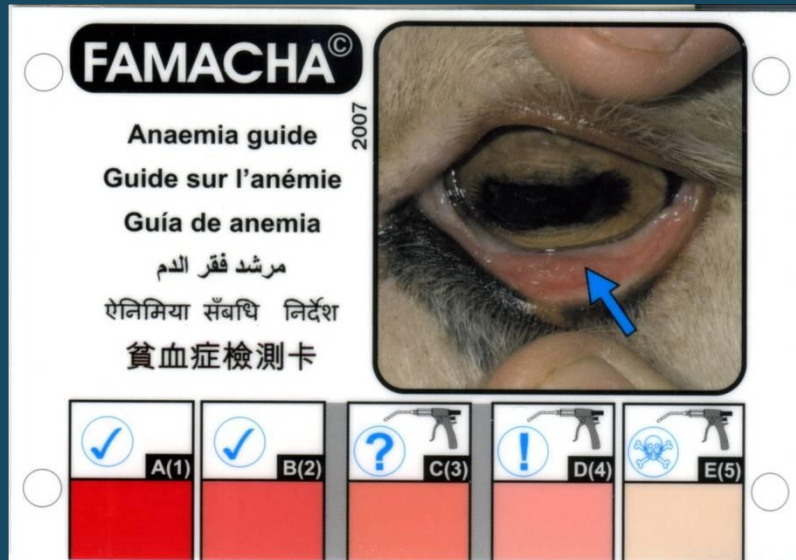 FAMACHA©
2007
Anaemia guide
Guide sur l'anémie
Guía de anemia
مرشد فقر الدم
ऐनिमिया सँबधि निर्देश
貧血症檢測卡
A(1)
? B(2)
C(3)
! D(4)
E(5)